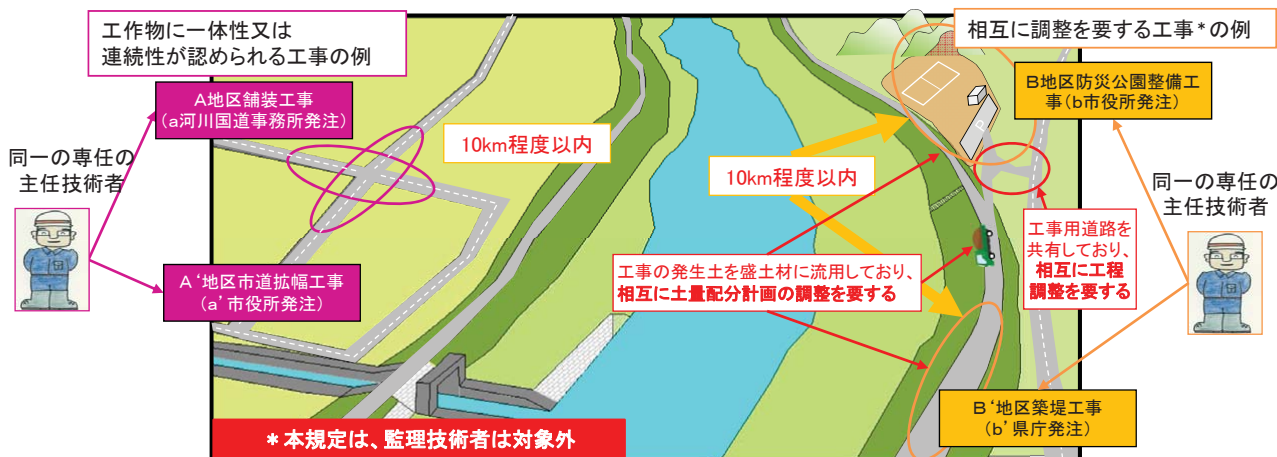 工作物に一体性又は
連続性が認められる工事の例
A地区舗装工事
(a河川国道事務所発注)
同一の専任の
主任技術者
A‘地区市道拡幅工事
(a’市役所発注)
10km程度以内
10km程度以内
工事の発生土を盛土材に流用しており、
相互に土量配分計画の調整を要する
*本規定は、監理技術者は対象外
相互に調整を要する工事*の例
P
B地区防災公園整備工
事(b市役所発注)
同一の専任の
主任技術者
工事用道路を
共有しており、
相互に工程
調整を要する
B‘地区築堤工事
(b’県庁発注)